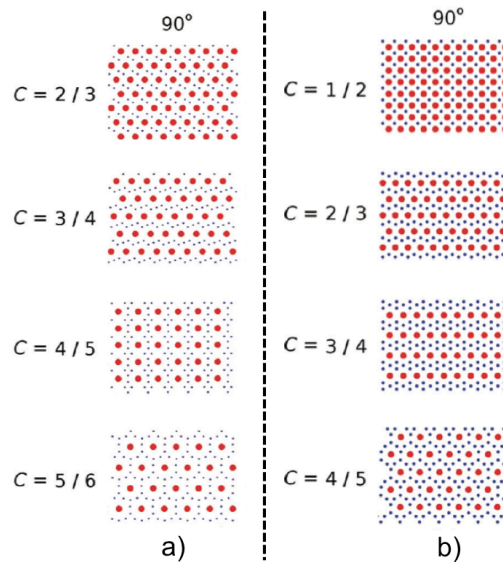 90°
C = 2 / 3
C = 3 / 4
C = 4 / 5
C = 5 / 6
a)
90°
C = 1 / 2
C = 2 / 3
C = 3 / 4
C = 4 / 5
b)